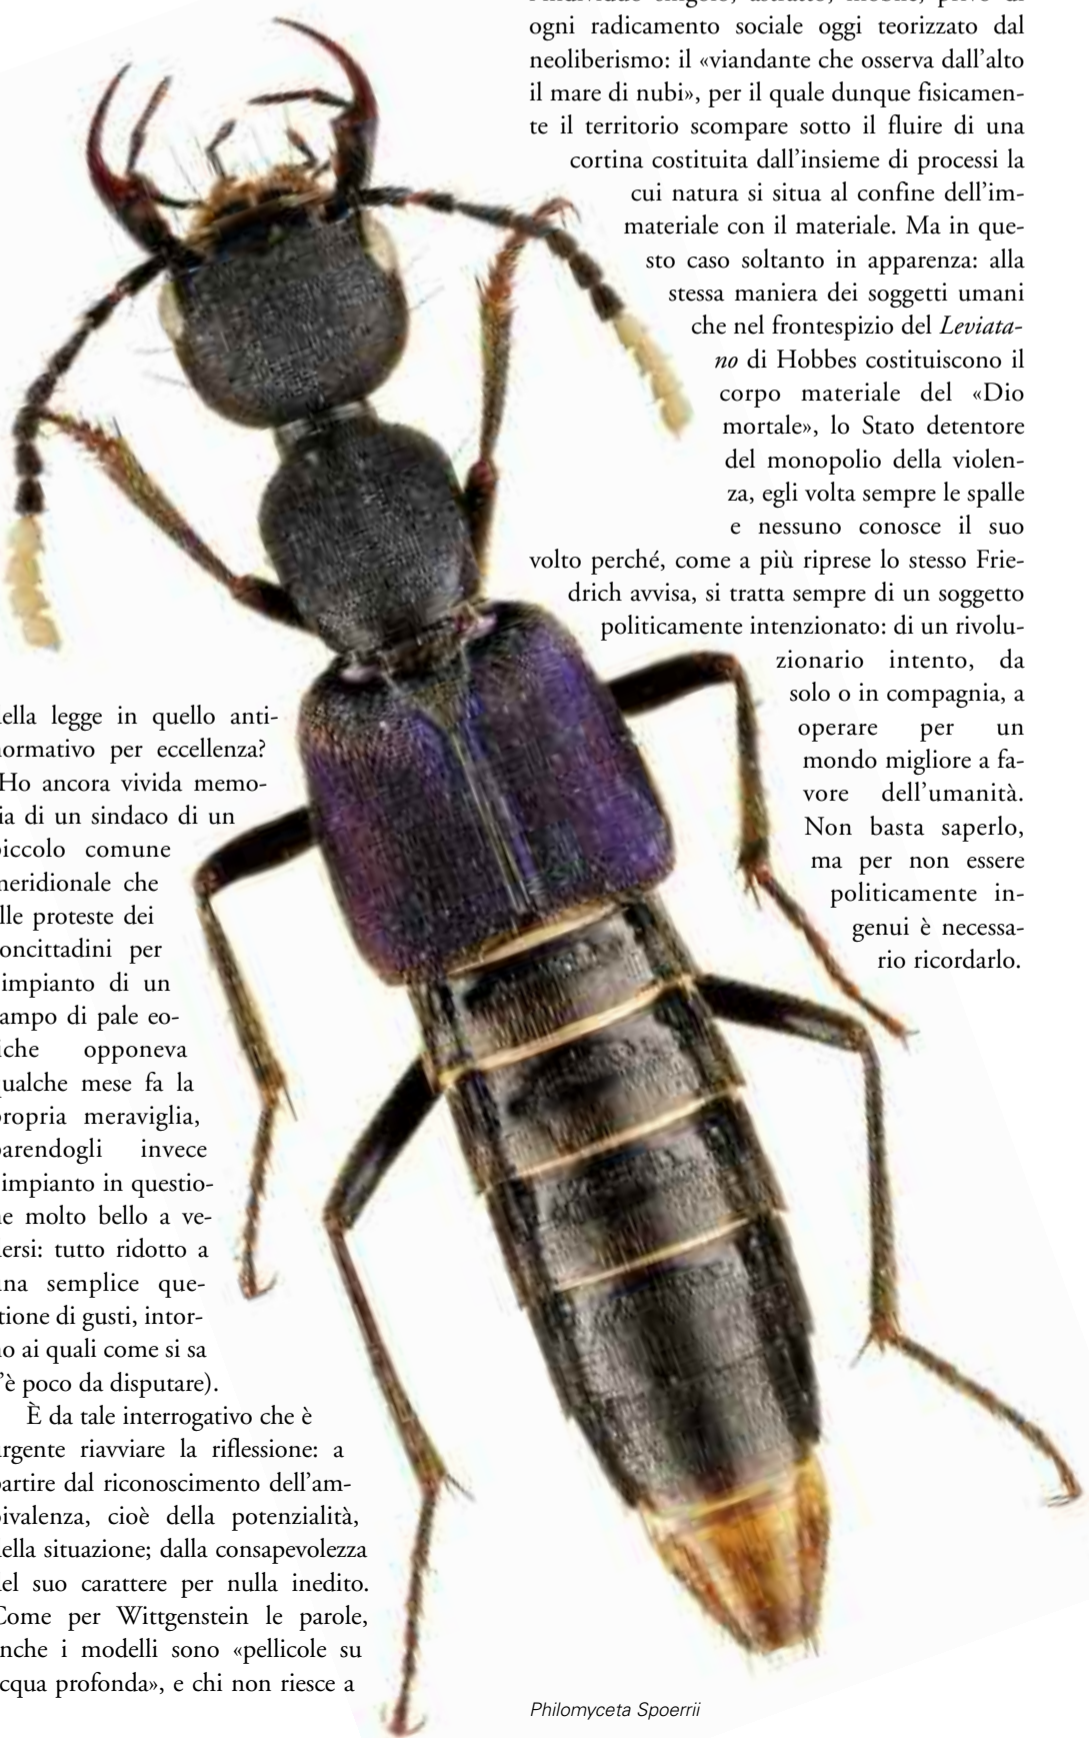 ella legge in quello anti-
ormativo per eccellenza?
Ho ancora vivida memo-
ia di un sindaco di un
piccolo comune
meridionale che
lle proteste dei
oncittadini per
impianto di un
ampo di pale eo-
iche opponeva
ualche mese fa la
propria meraviglia,
parendogli invece
impianto in questio-
ne molto bello a ve-
ersi: tutto ridotto a
una semplice que-
tione di gusti, intor-
no ai quali come si sa
'è poco da disputare).
È da tale interrogativo che è
urgente riavviare la riflessione: a
partire dal riconoscimento dell'am-
bivalenza, cioè della potenzialità,
ella situazione; dalla consapevolezza
el suo carattere per nulla inedito.
Come per Wittgenstein le parole,
nche i modelli sono «pellicole su
cqua profonda», e chi non riesce a
l'individuo singolo, astratto, mobile, privo di
ogni radicamento sociale oggi teorizzato dal
neoliberismo: il «viandante che osserva dall'alto
il mare di nubi», per il quale dunque fisicamen-
te il territorio scompare sotto il fluire di una
cortina costituita dall'insieme di processi la
cui natura si situa al confine dell'im-
materiale con il materiale. Ma in que-
sto caso soltanto in apparenza: alla
stessa maniera dei soggetti umani
che nel frontespizio del Leviata-
no di Hobbes costituiscono il
corpo materiale del «Dio
mortale», lo Stato detentore
del monopolio della violen-
za, egli volta sempre le spalle
e nessuno conosce il suo
volto perché, come a più riprese lo stesso Frie-
drich avvisa, si tratta sempre di un soggetto
politicamente intenzionato: di un rivolu-
zionario intento, da
solo o in compagnia, a
operare per un
mondo migliore a fa-
vore dell'umanità.
Non basta saperlo,
ma per non essere
politicamente in-
genui è necessa-
rio ricordarlo.
Philomyceta Spoerrii